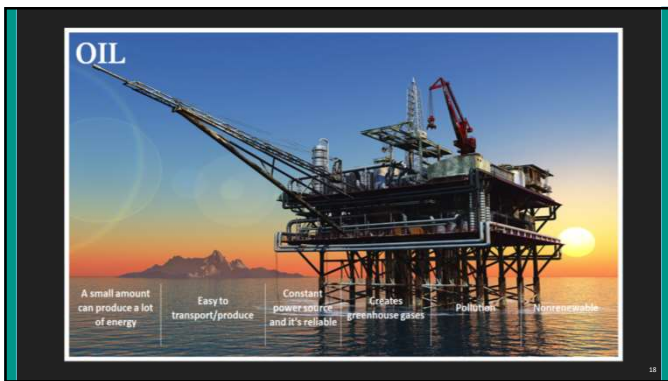 OIL
A small amount
can produce a lot
of energy
Easy to
transport/produce
Constant
power source
and it's reliable
Creates
greenhouse gases
Pollution
Nonrenewable
18